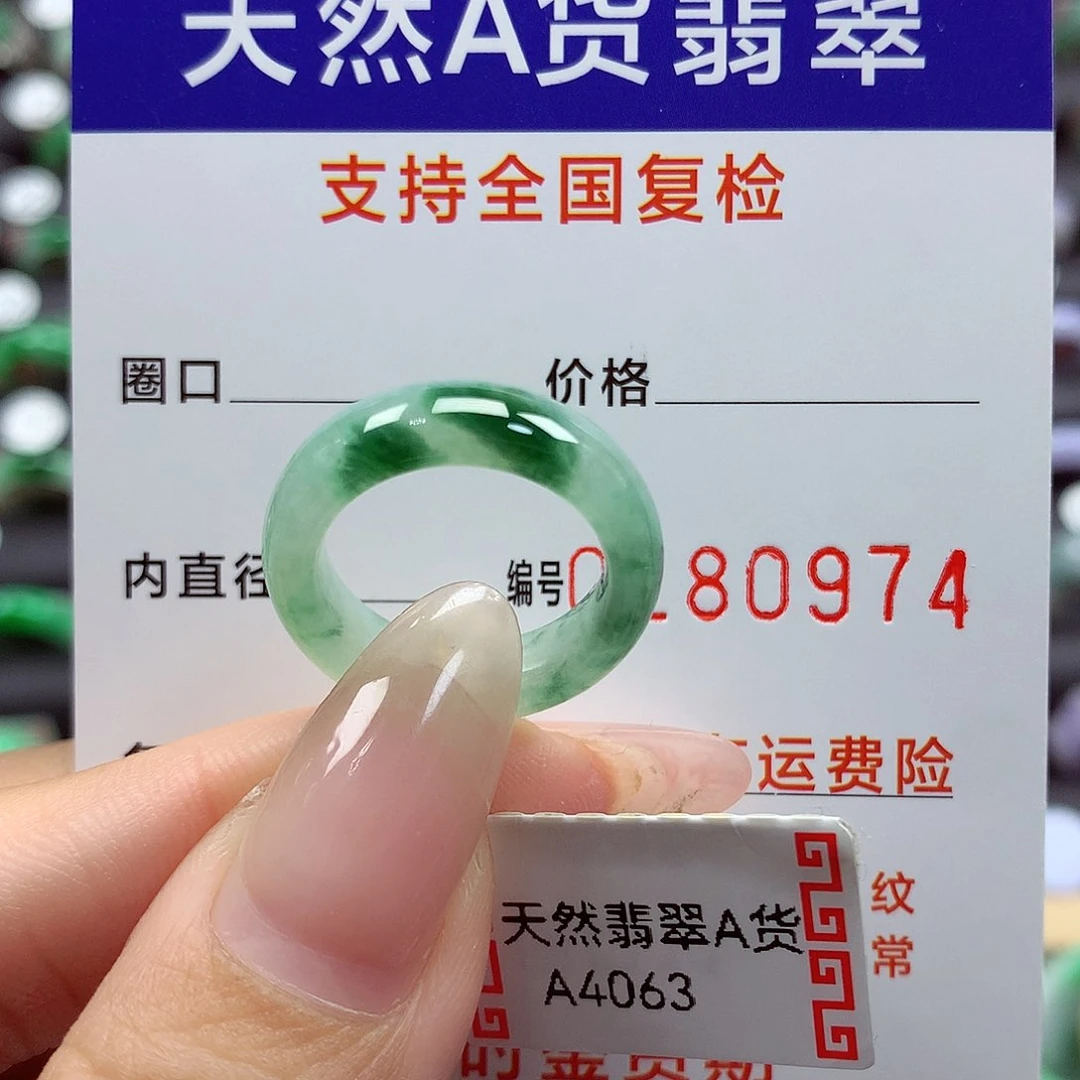 天然A货翡翠
支持全国复检
圈口 价格
内直径 编号 80974
运费险
天然翡翠A货
A4063
纹
常